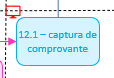 12.1 – captura de
comprovante